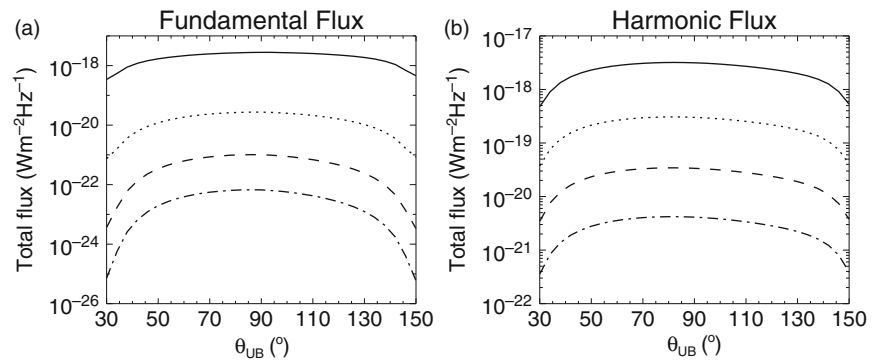 (a) Fundamental Flux
Total flux (Wm⁻²Hz⁻¹)
10⁻¹⁸
10⁻²⁰
10⁻²²
10⁻²⁴
10⁻²⁶
30 50 70 90 110 130 150
θ_UB (°)
(b) Harmonic Flux
Total flux (Wm⁻²Hz⁻¹)
10⁻¹⁷
10⁻¹⁸
10⁻¹⁹
10⁻²⁰
10⁻²¹
10⁻²²
30 50 70 90 110 130 150
θ_UB (°)